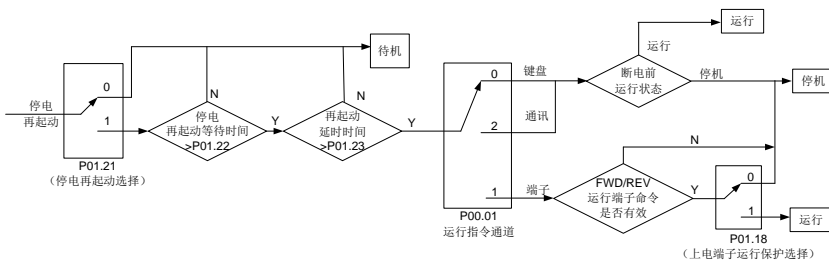 运行
运行
待机
停电
再起动
0
1
P01.21
（停电再起动选择）
N
停电
再起动等待时间
>P01.22
Y
N
再起动
延时时间
>P01.23
Y
0
2
1
P00.01
运行指令通道
键盘
通讯
端子
断电前
运行状态
停机
停机
N
FWD/REV
运行端子命令
是否有效
Y
0
1
P01.18
（上电端子运行保护选择）
运行